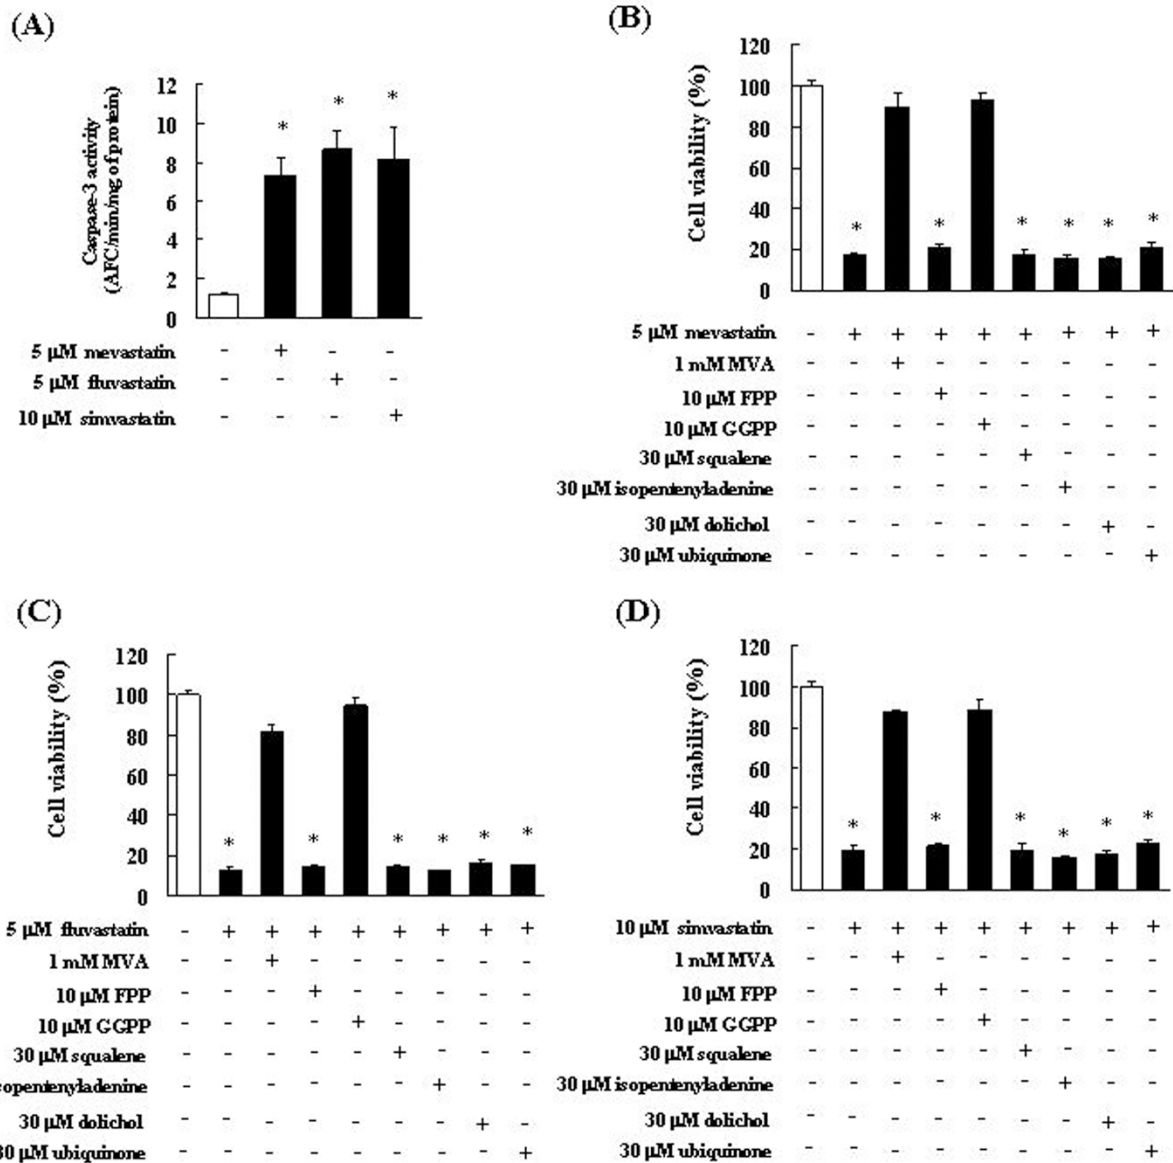 (A)
12
10
8
6
4
2
0
Caspase-3 activity
(AFC/min/mg of protein)
* * *
5 µM mevastatin - + - -
5 µM fluvastatin - - + -
10 µM simvastatin - - - +
(B)
120
100
80
60
40
20
0
Cell viability (%)
* * * * * *
5 µM mevastatin - + + + + + + + +
1 mM MVA - - + - - - - - -
10 µM FPP - - - + - - - - -
10 µM GGPP - - - - + - - - -
30 µM squalene - - - - - + - - -
30 µM isopentenyladenine - - - - - - + - -
30 µM dolichol - - - - - - - + -
30 µM ubiquinone - - - - - - - - +
(C)
120
100
80
60
40
20
0
Cell viability (%)
* * * * * *
5 µM fluvastatin - + + + + + + + +
1 mM MVA - - + - - - - - -
10 µM FPP - - - + - - - - -
10 µM GGPP - - - - + - - - -
30 µM squalene - - - - - + - - -
sopentenyladenine - - - - - - + - -
30 µM dolichol - - - - - - - + -
30 µM ubiquinone - - - - - - - - +
(D)
120
100
80
60
40
20
0
Cell viability (%)
* * * * * *
10 µM simvastatin - + + + + + + + +
1 mM MVA - - + - - - - - -
10 µM FPP - - - + - - - - -
10 µM GGPP - - - - + - - - -
30 µM squalene - - - - - + - - -
30 µM isopentenyladenine - - - - - - + - -
30 µM dolichol - - - - - - - + -
30 µM ubiquinone - - - - - - - - +